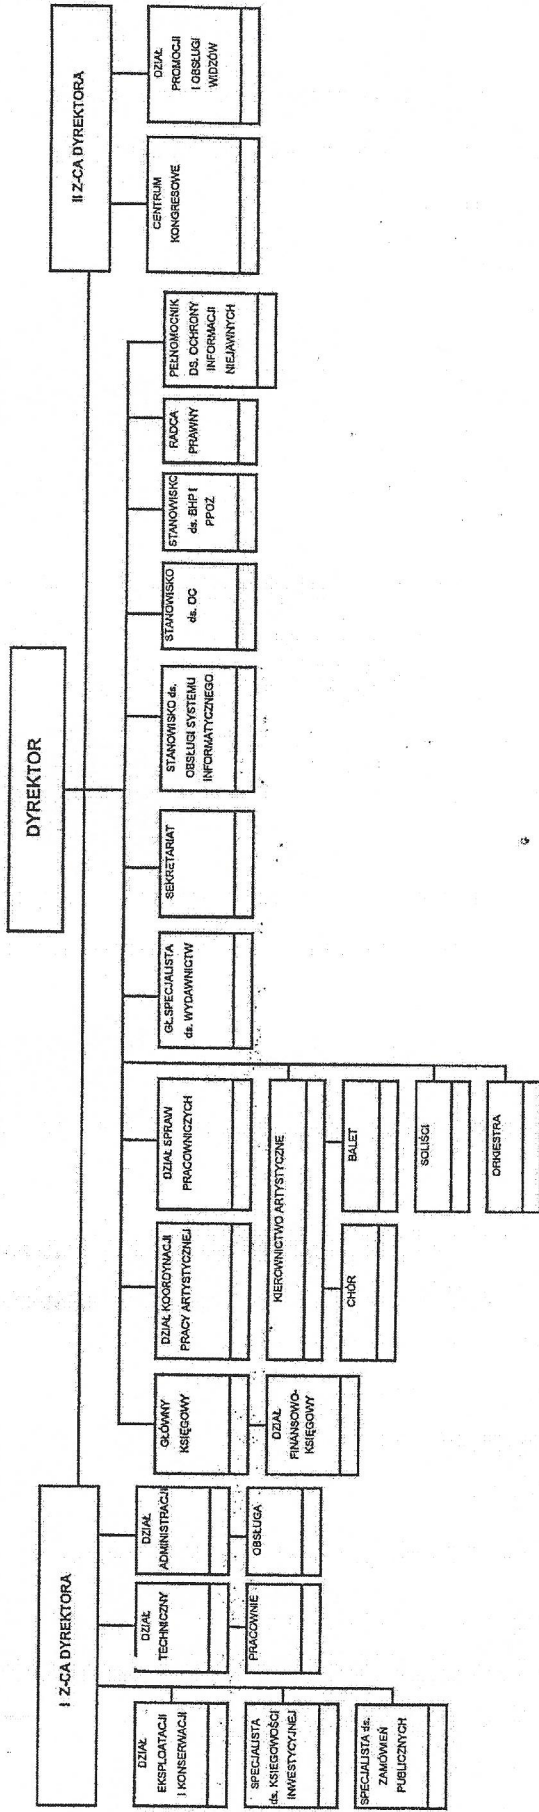 DYREKTOR
I Z-CA DYREKTORA
II Z-CA DYREKTORA
DZIAŁ
EKSPLOATACJI
I KONSERWACJI
SPECJALISTA
ds. KSIĘGOWOŚCI
INWESTYCYJNEJ
SPECJALISTA ds.
ZAMÓWIEŃ
PUBLICZNYCH
DZIAŁ
TECHNICZNY
PRACOWNIE
DZIAŁ
ADMINISTRACJI
OBSŁUGA
GŁÓWNY
KSIĘGOWY
DZIAŁ
FINANSOWO-
KSIĘGOWY
DZIAŁ KOORDYNACJI
PRACY ARTYSTYCZNEJ
DZIAŁ SPRAW
PRACOWNICZYCH
KIEROWNICTWO ARTYSTYCZNE
CHÓR
BALET
SOLIŚCI
ORKIESTRA
GŁ.SPECJALISTA
ds. WYDAWNICTW
SEKRETARIAT
STANOWISKO ds.
OBSŁUGI SYSTEMU
INFORMATYCZNEGO
STANOWISKO
ds. OC
STANOWISKO
ds. BHP I
PPOŻ
RADCA
PRAWNY
PEŁNOMOCNIK
DS. OCHRONY
INFORMACJI
NIEJAWNYCH
CENTRUM
KONGRESOWE
DZIAŁ
PROMOCJI
I OBSŁUGI
WIDZÓW